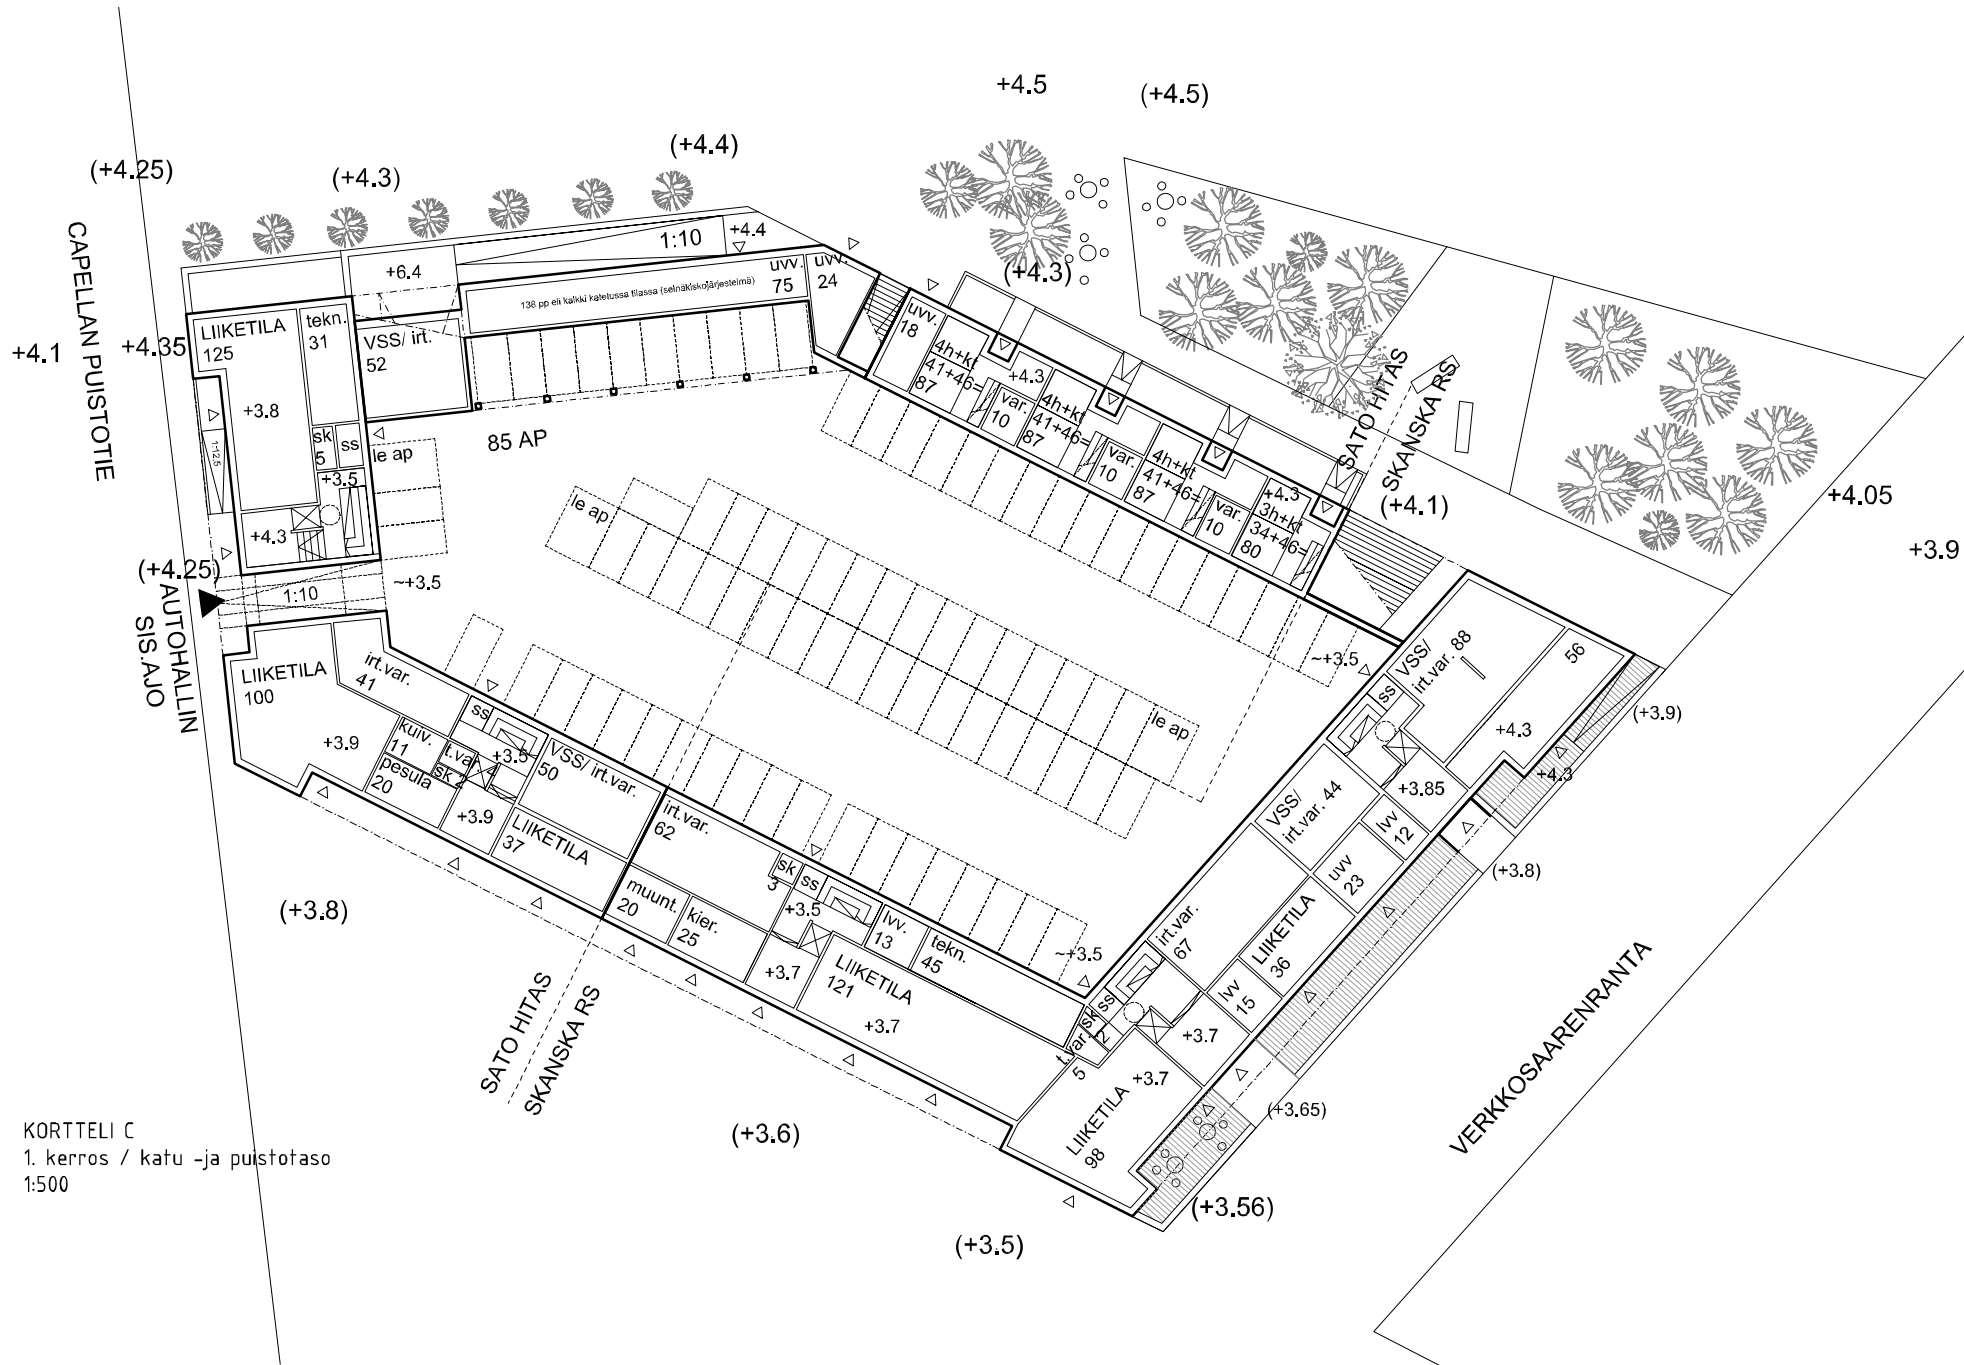 +4.5
(+4.5)
(+4.4)
(+4.25)
(+4.3)
+4.4
1:10
+6.4
(+4.3)
CAPELLAN PUISTOTIE
+4.1
+4.35
LIIKETILA
125
tekn.
31
VSS/ irt.
52
138 pp eli kaikki katetussa tilassa (seinäkiskojärjestelmä)
uvv.
75
uvv.
24
uvv.
18
4h+kt
41+46=
87
+4.3
var.
10
4h+kt
41+46=
87
var.
10
4h+kt
41+46=
87
var.
10
+4.3
3h+kt
34+46=
80
SATO HITAS
SKANSKA RS
(+4.1)
+4.05
+3.9
+3.8
1:12,5
sk
5
ss
+3.5
le ap
85 AP
+4.3
(+4.25)
AUTOHALLIN
SIS.AJO
1:10
~+3.5
le ap
le ap
~+3.5
LIIKETILA
100
irt.var.
41
+3.9
kuiv.
11
t.var. 4
sk 2
pesula
20
ss
+3.5
+3.9
VSS/ irt.var.
50
LIIKETILA
37
irt.var.
62
muunt.
20
kier.
25
sk
3
ss
+3.5
+3.7
lvv.
13
tekn.
45
LIIKETILA
121
+3.7
~+3.5
VSS/
irt.var. 88
56
ss
+4.3
(+3.9)
+4.3
+3.85
VSS/
irt.var. 44
lvv
12
uvv
23
(+3.8)
irt.var.
67
LIIKETILA
36
lvv
15
+3.7
ss
sk
2
t.var.
5
+3.7
LIIKETILA
98
(+3.65)
(+3.56)
VERKKOSAARENRANTA
(+3.8)
SATO HITAS
SKANSKA RS
(+3.6)
(+3.5)
KORTTELI C
1. kerros / katu -ja puistotaso
1:500